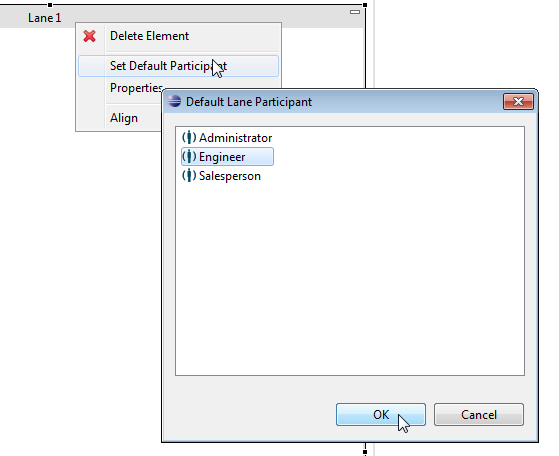 Lane 1
Delete Element
Set Default Participant
Properties
Align
Default Lane Participant
Administrator
Engineer
Salesperson
OK
Cancel